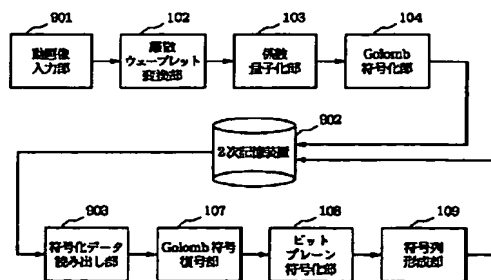 901
動画像
入力部
102
離散
ウェーブレット
変換部
103
係数
量子化部
104
Golomb
符号化部
902
2次記憶装置
903
符号化データ
読み出し部
107
Golomb 符号
復号部
108
ビット
プレーン
符号化部
109
符号列
形成部